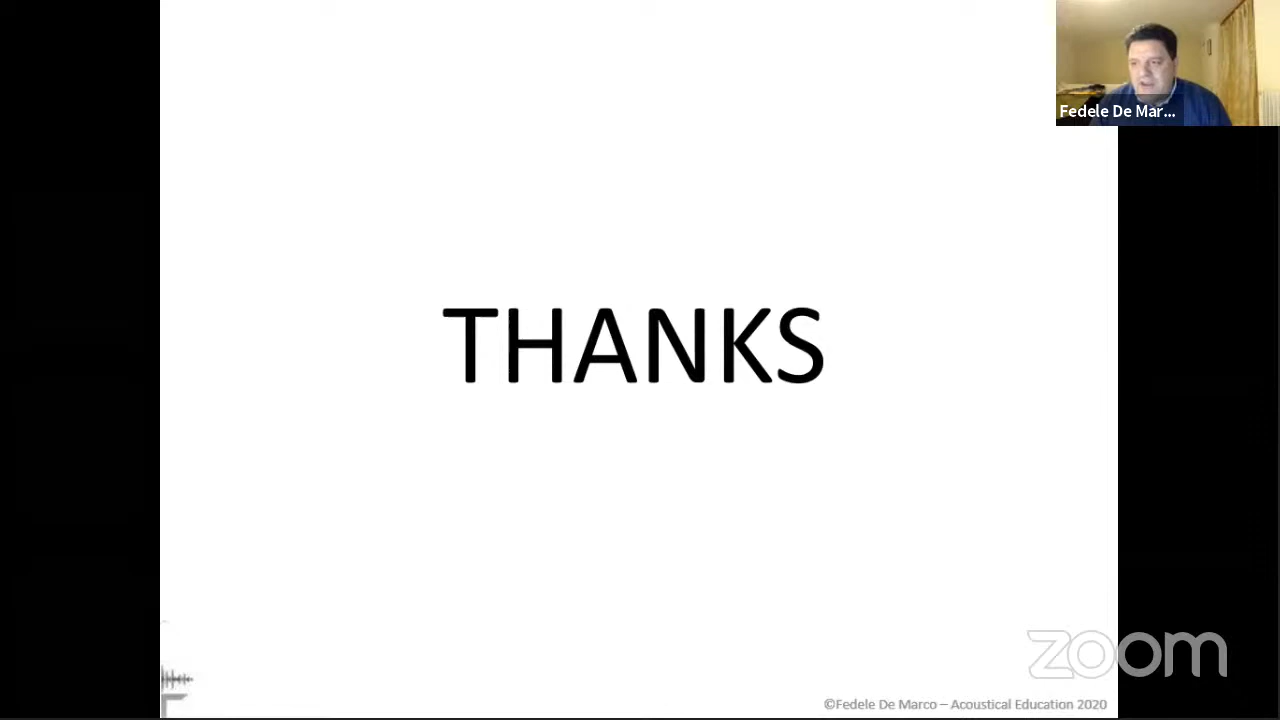 Fedele De Mar...
THANKS
zoom
©Fedele De Marco – Acoustical Education 2020